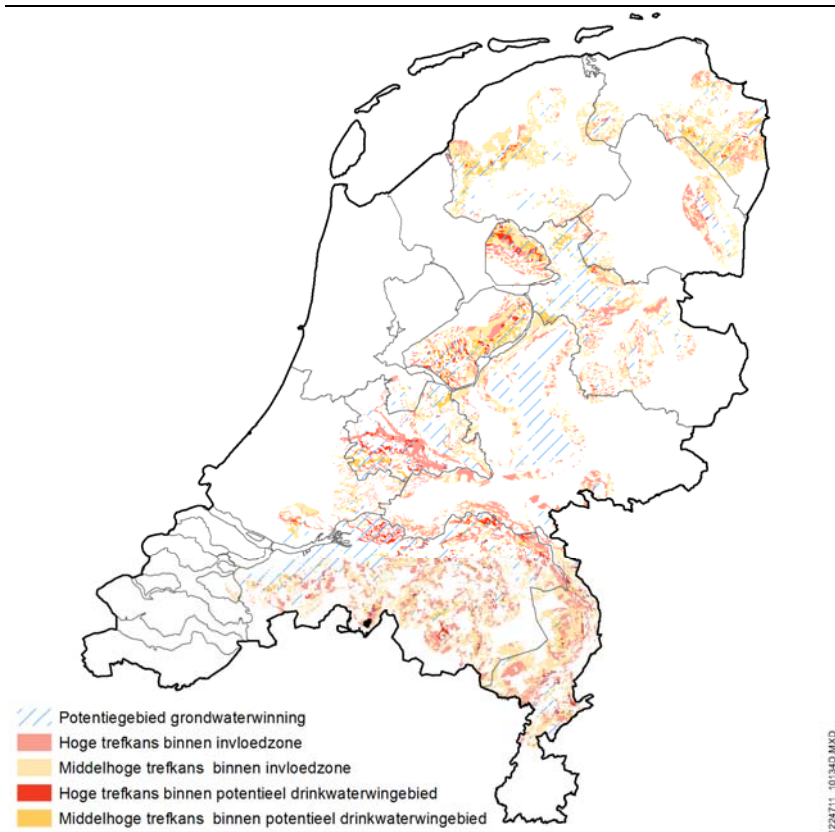 Potentiegebied grondwaterwinning
Hoge trefkans binnen invloedzone
Middelhoge trefkans binnen invloedzone
Hoge trefkans binnen potentieel drinkwaterwingebied
Middelhoge trefkans binnen potentieel drinkwaterwingebied